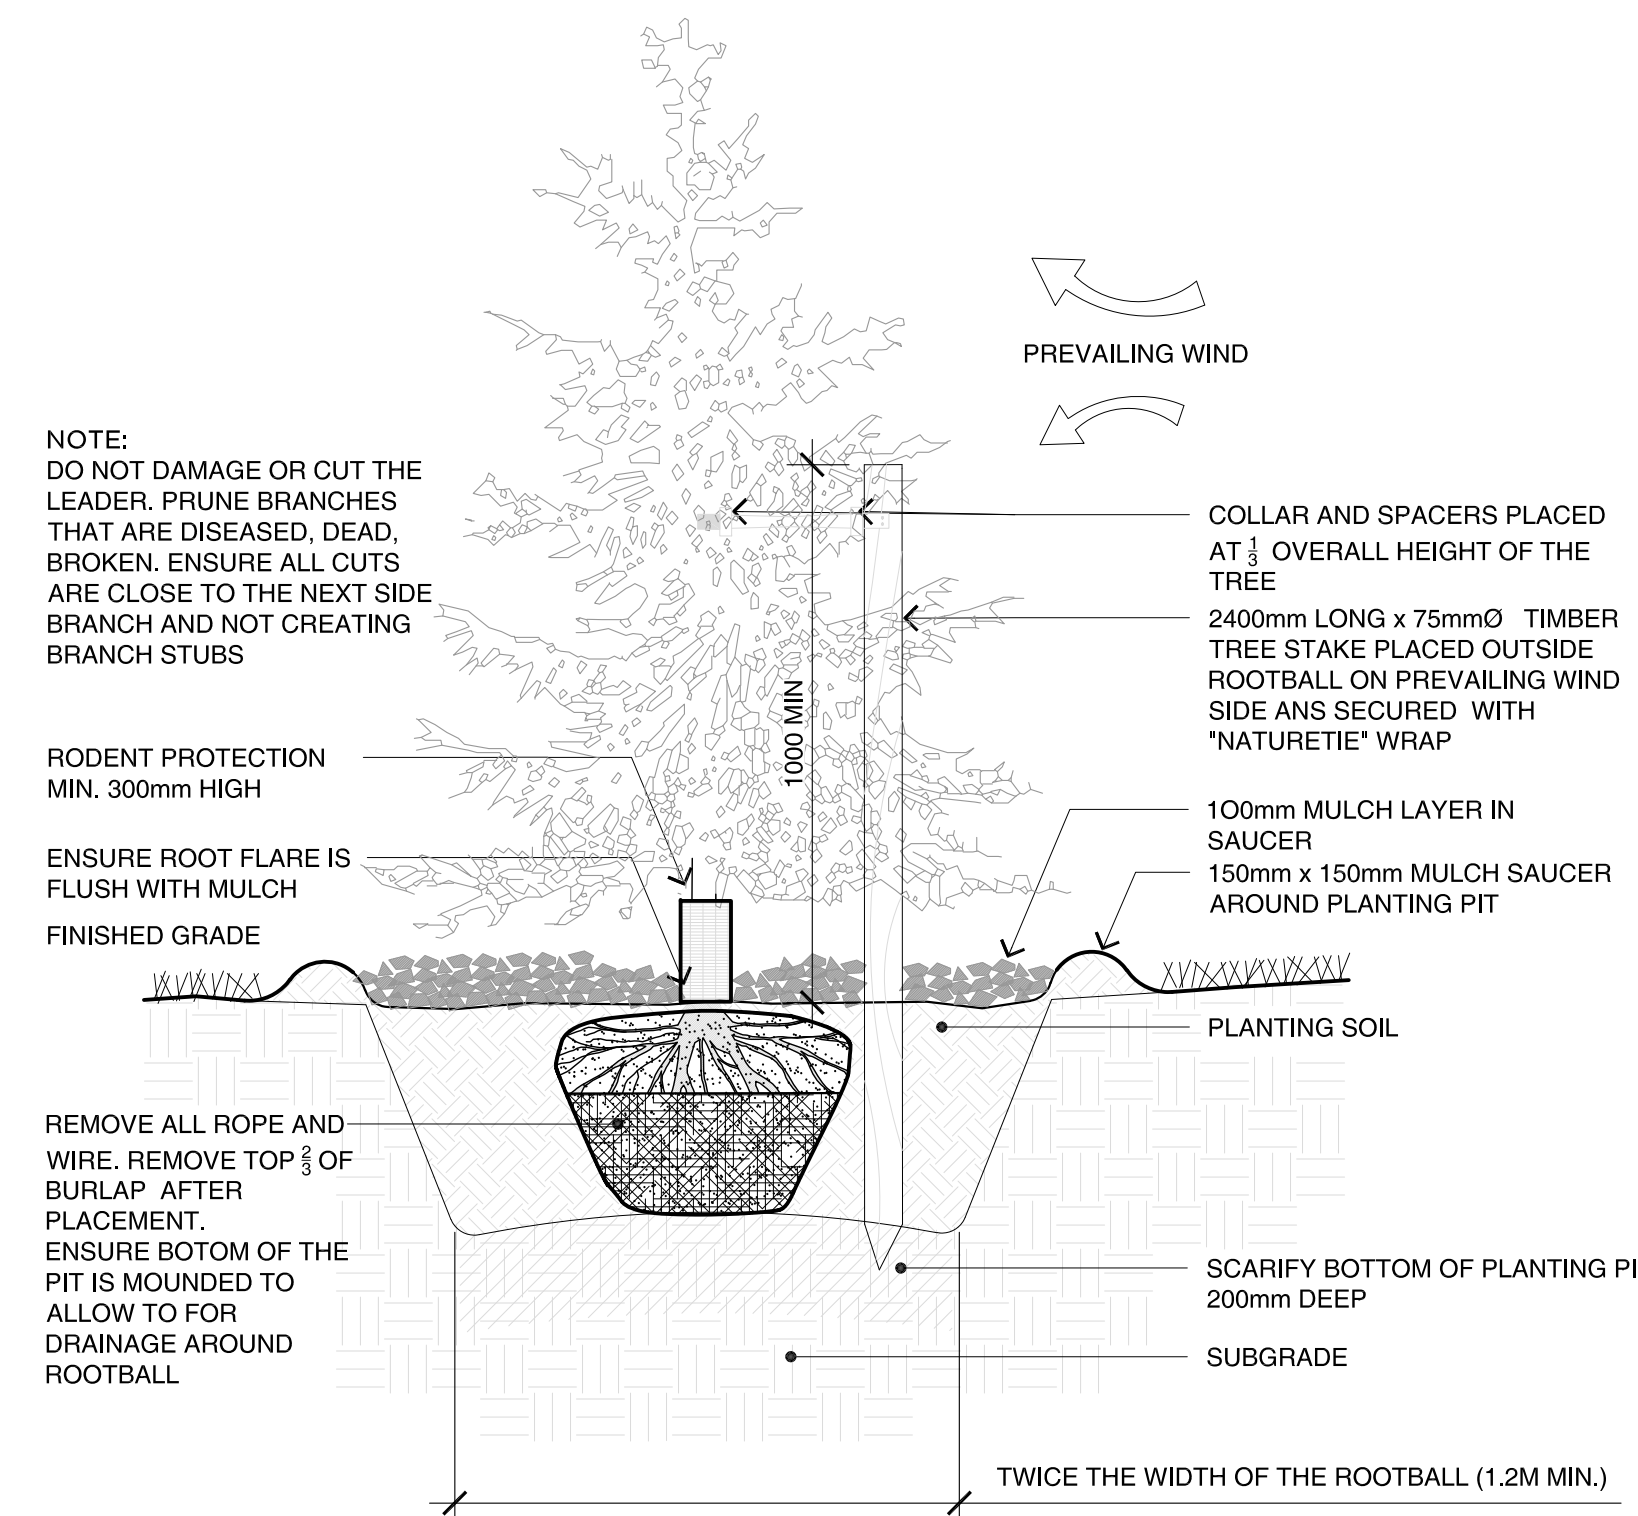 PREVAILING WIND
NOTE:
DO NOT DAMAGE OR CUT THE
LEADER. PRUNE BRANCHES
THAT ARE DISEASED, DEAD,
BROKEN. ENSURE ALL CUTS
ARE CLOSE TO THE NEXT SIDE
BRANCH AND NOT CREATING
BRANCH STUBS
RODENT PROTECTION
MIN. 300mm HIGH
ENSURE ROOT FLARE IS
FLUSH WITH MULCH
FINISHED GRADE
REMOVE ALL ROPE AND
WIRE. REMOVE TOP 2/3 OF
BURLAP AFTER
PLACEMENT.
ENSURE BOTOM OF THE
PIT IS MOUNDED TO
ALLOW TO FOR
DRAINAGE AROUND
ROOTBALL
1000 MIN
COLLAR AND SPACERS PLACED
AT 1/3 OVERALL HEIGHT OF THE
TREE
2400mm LONG x 75mmØ TIMBER
TREE STAKE PLACED OUTSIDE
ROOTBALL ON PREVAILING WIND
SIDE ANS SECURED WITH
"NATURETIE" WRAP
100mm MULCH LAYER IN
SAUCER
150mm x 150mm MULCH SAUCER
AROUND PLANTING PIT
PLANTING SOIL
SCARIFY BOTTOM OF PLANTING PI
200mm DEEP
SUBGRADE
TWICE THE WIDTH OF THE ROOTBALL (1.2M MIN.)